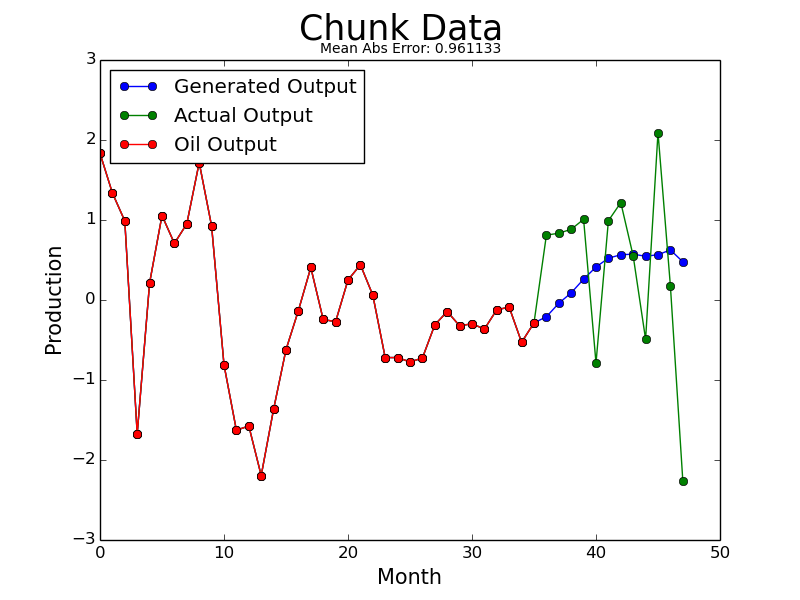 Chunk Data
Mean Abs Error: 0.961133
Generated Output
Actual Output
Oil Output
3
2
1
0
−1
−2
−3
Production
0 10 20 30 40 50
Month